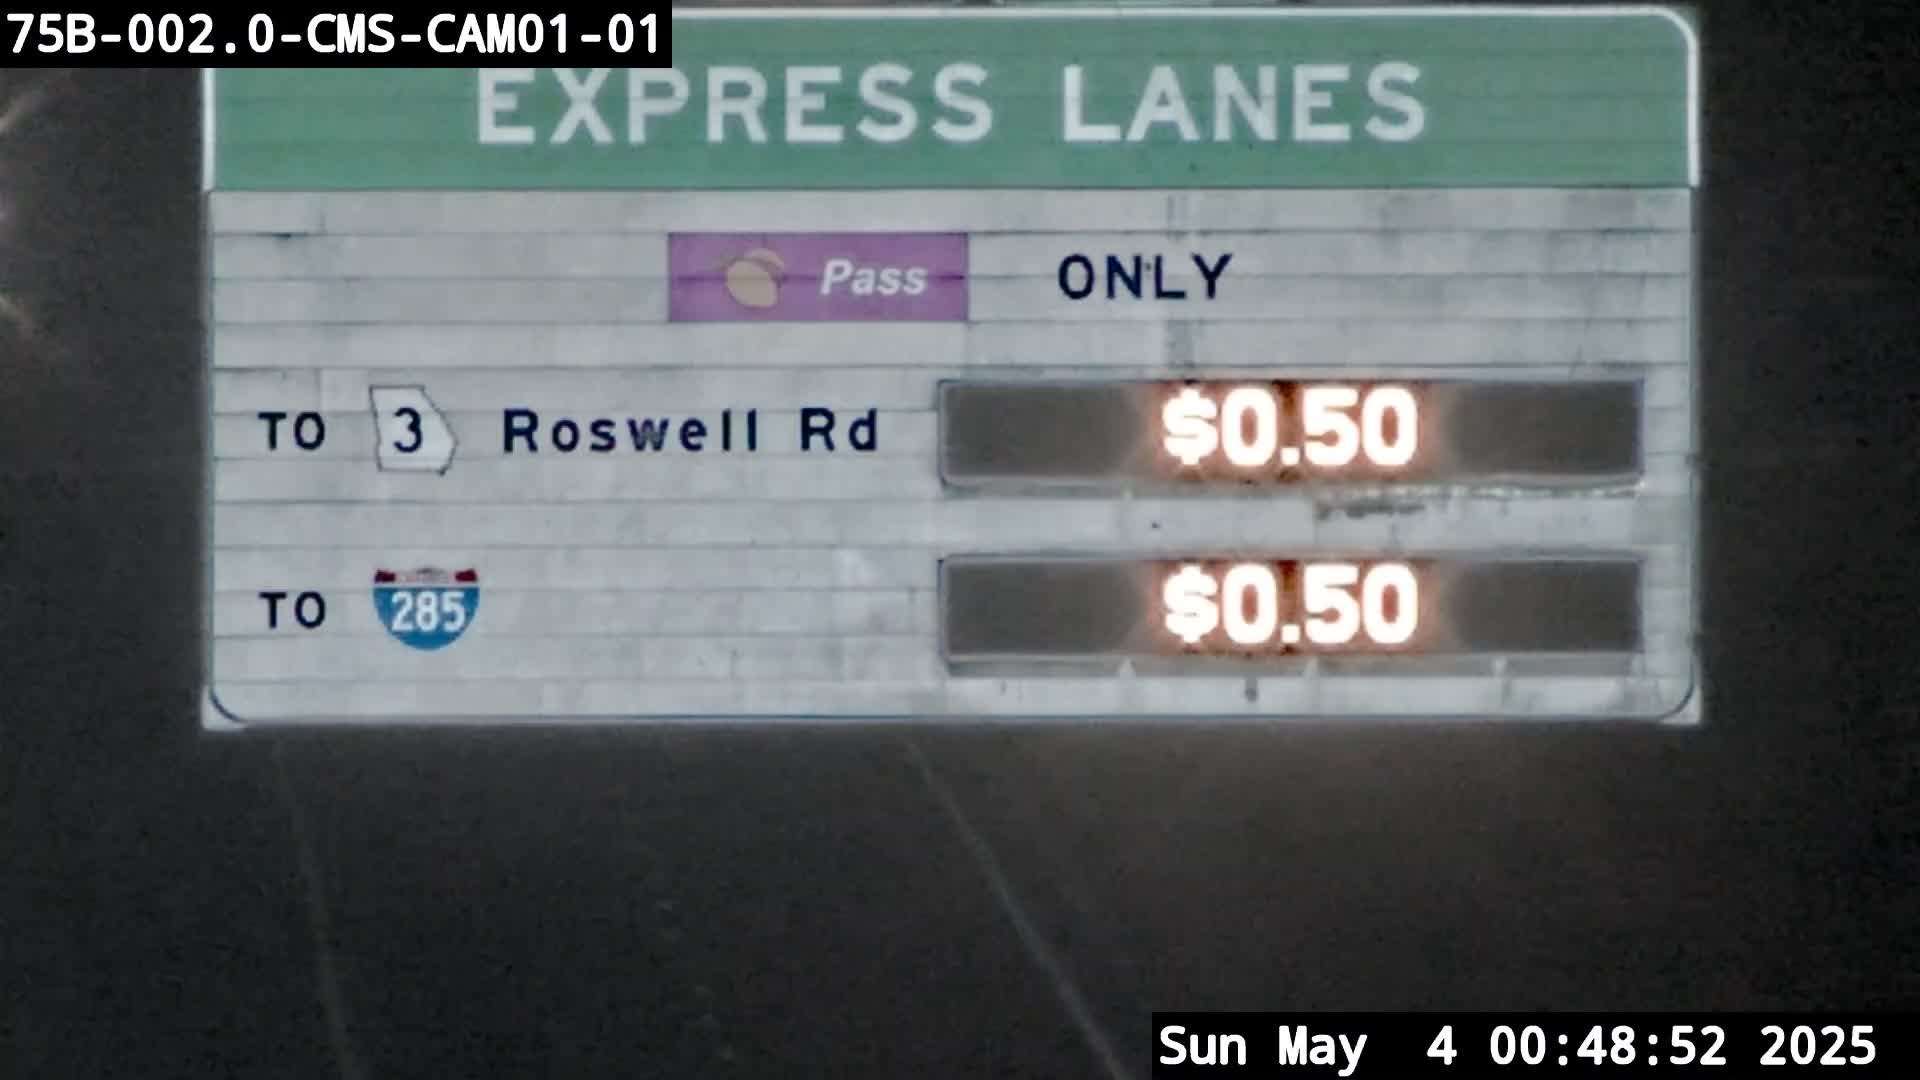 75B-002.0-CMS-CAM01-01
EXPRESS LANES
Pass ONLY
TO 3 Roswell Rd $0.50
TO 285 $0.50
Sun May 4 00:48:52 2025